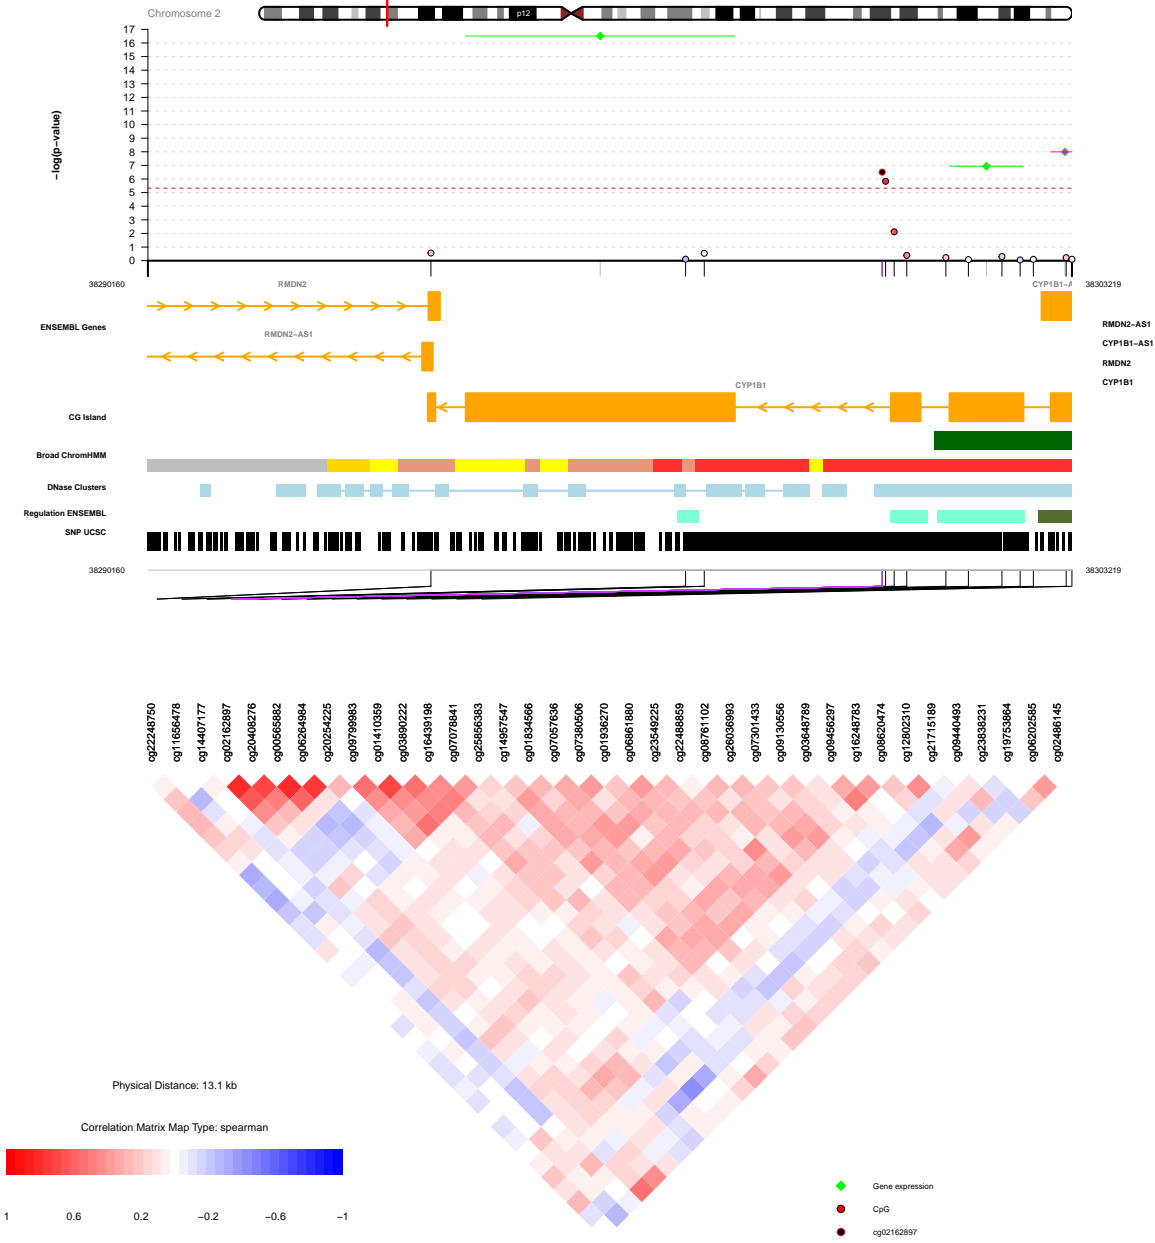 Chromosome 2
p12
17
16
15
14
13
12
11
10
9
8
7
6
5
4
3
2
1
0
−log(p−value)
38290160
RMDN2
CYP1B1−A
38303219
ENSEMBL Genes
RMDN2−AS1
RMDN2−AS1
CYP1B1−AS1
RMDN2
CYP1B1
CYP1B1
CG Island
Broad ChromHMM
DNase Clusters
Regulation ENSEMBL
SNP UCSC
38290160
38303219
cg22248750
cg11656478
cg14407177
cg02162897
cg20408276
cg00565882
cg06264984
cg20254225
cg09799983
cg01410359
cg03890222
cg16439198
cg07078841
cg25856383
cg14957547
cg01834566
cg07057636
cg07380506
cg01936270
cg06861880
cg23549225
cg22488859
cg08761102
cg26036993
cg07301433
cg09130556
cg03648789
cg09456297
cg16248783
cg08620474
cg12802310
cg21715189
cg09440493
cg23838231
cg19753864
cg06202585
cg02486145
Physical Distance: 13.1 kb
Correlation Matrix Map Type: spearman
1
0.6
0.2
−0.2
−0.6
−1
Gene expression
CpG
cg02162897